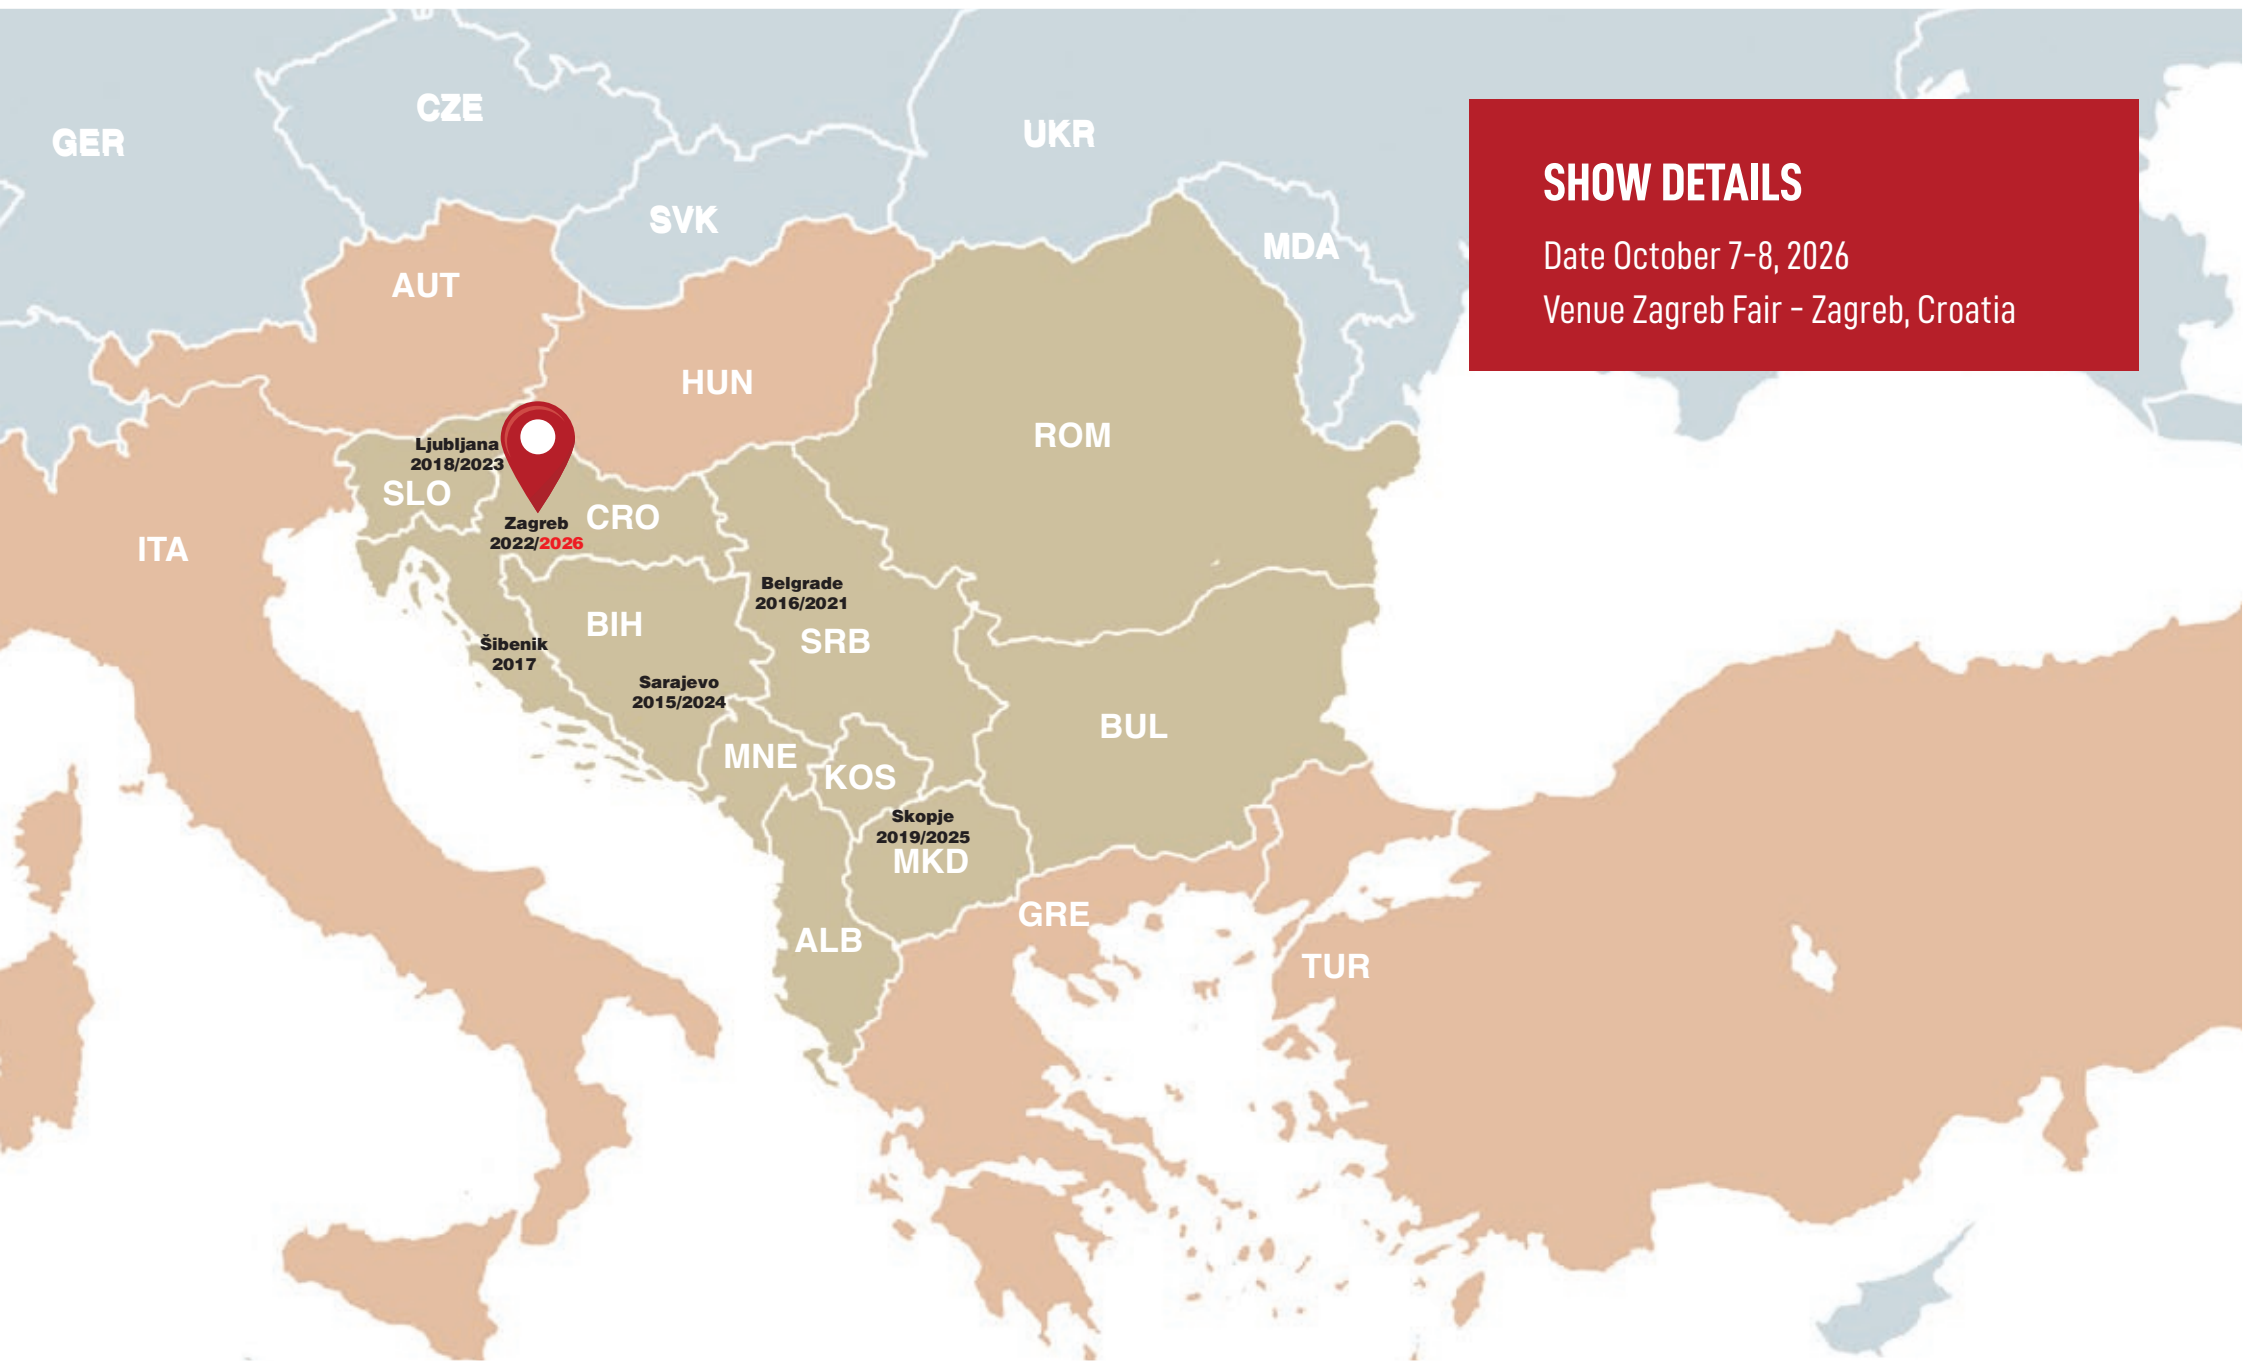 CZE
GER
UKR
SHOW DETAILS
SVK
MDA
Date October 7-8, 2026
AUT
Venue Zagreb Fair - Zagreb, Croatia
HUN
ROM
Ljubljana
2018/2023
SLO
CRO
Zagreb
2022/2026
ITA
Belgrade
2016/2021
BIH
SRB
Šibenik
2017
Sarajevo
2015/2024
BUL
MNE
KOS
Skopje
2019/2025
MKD
GRE
ALB
TUR